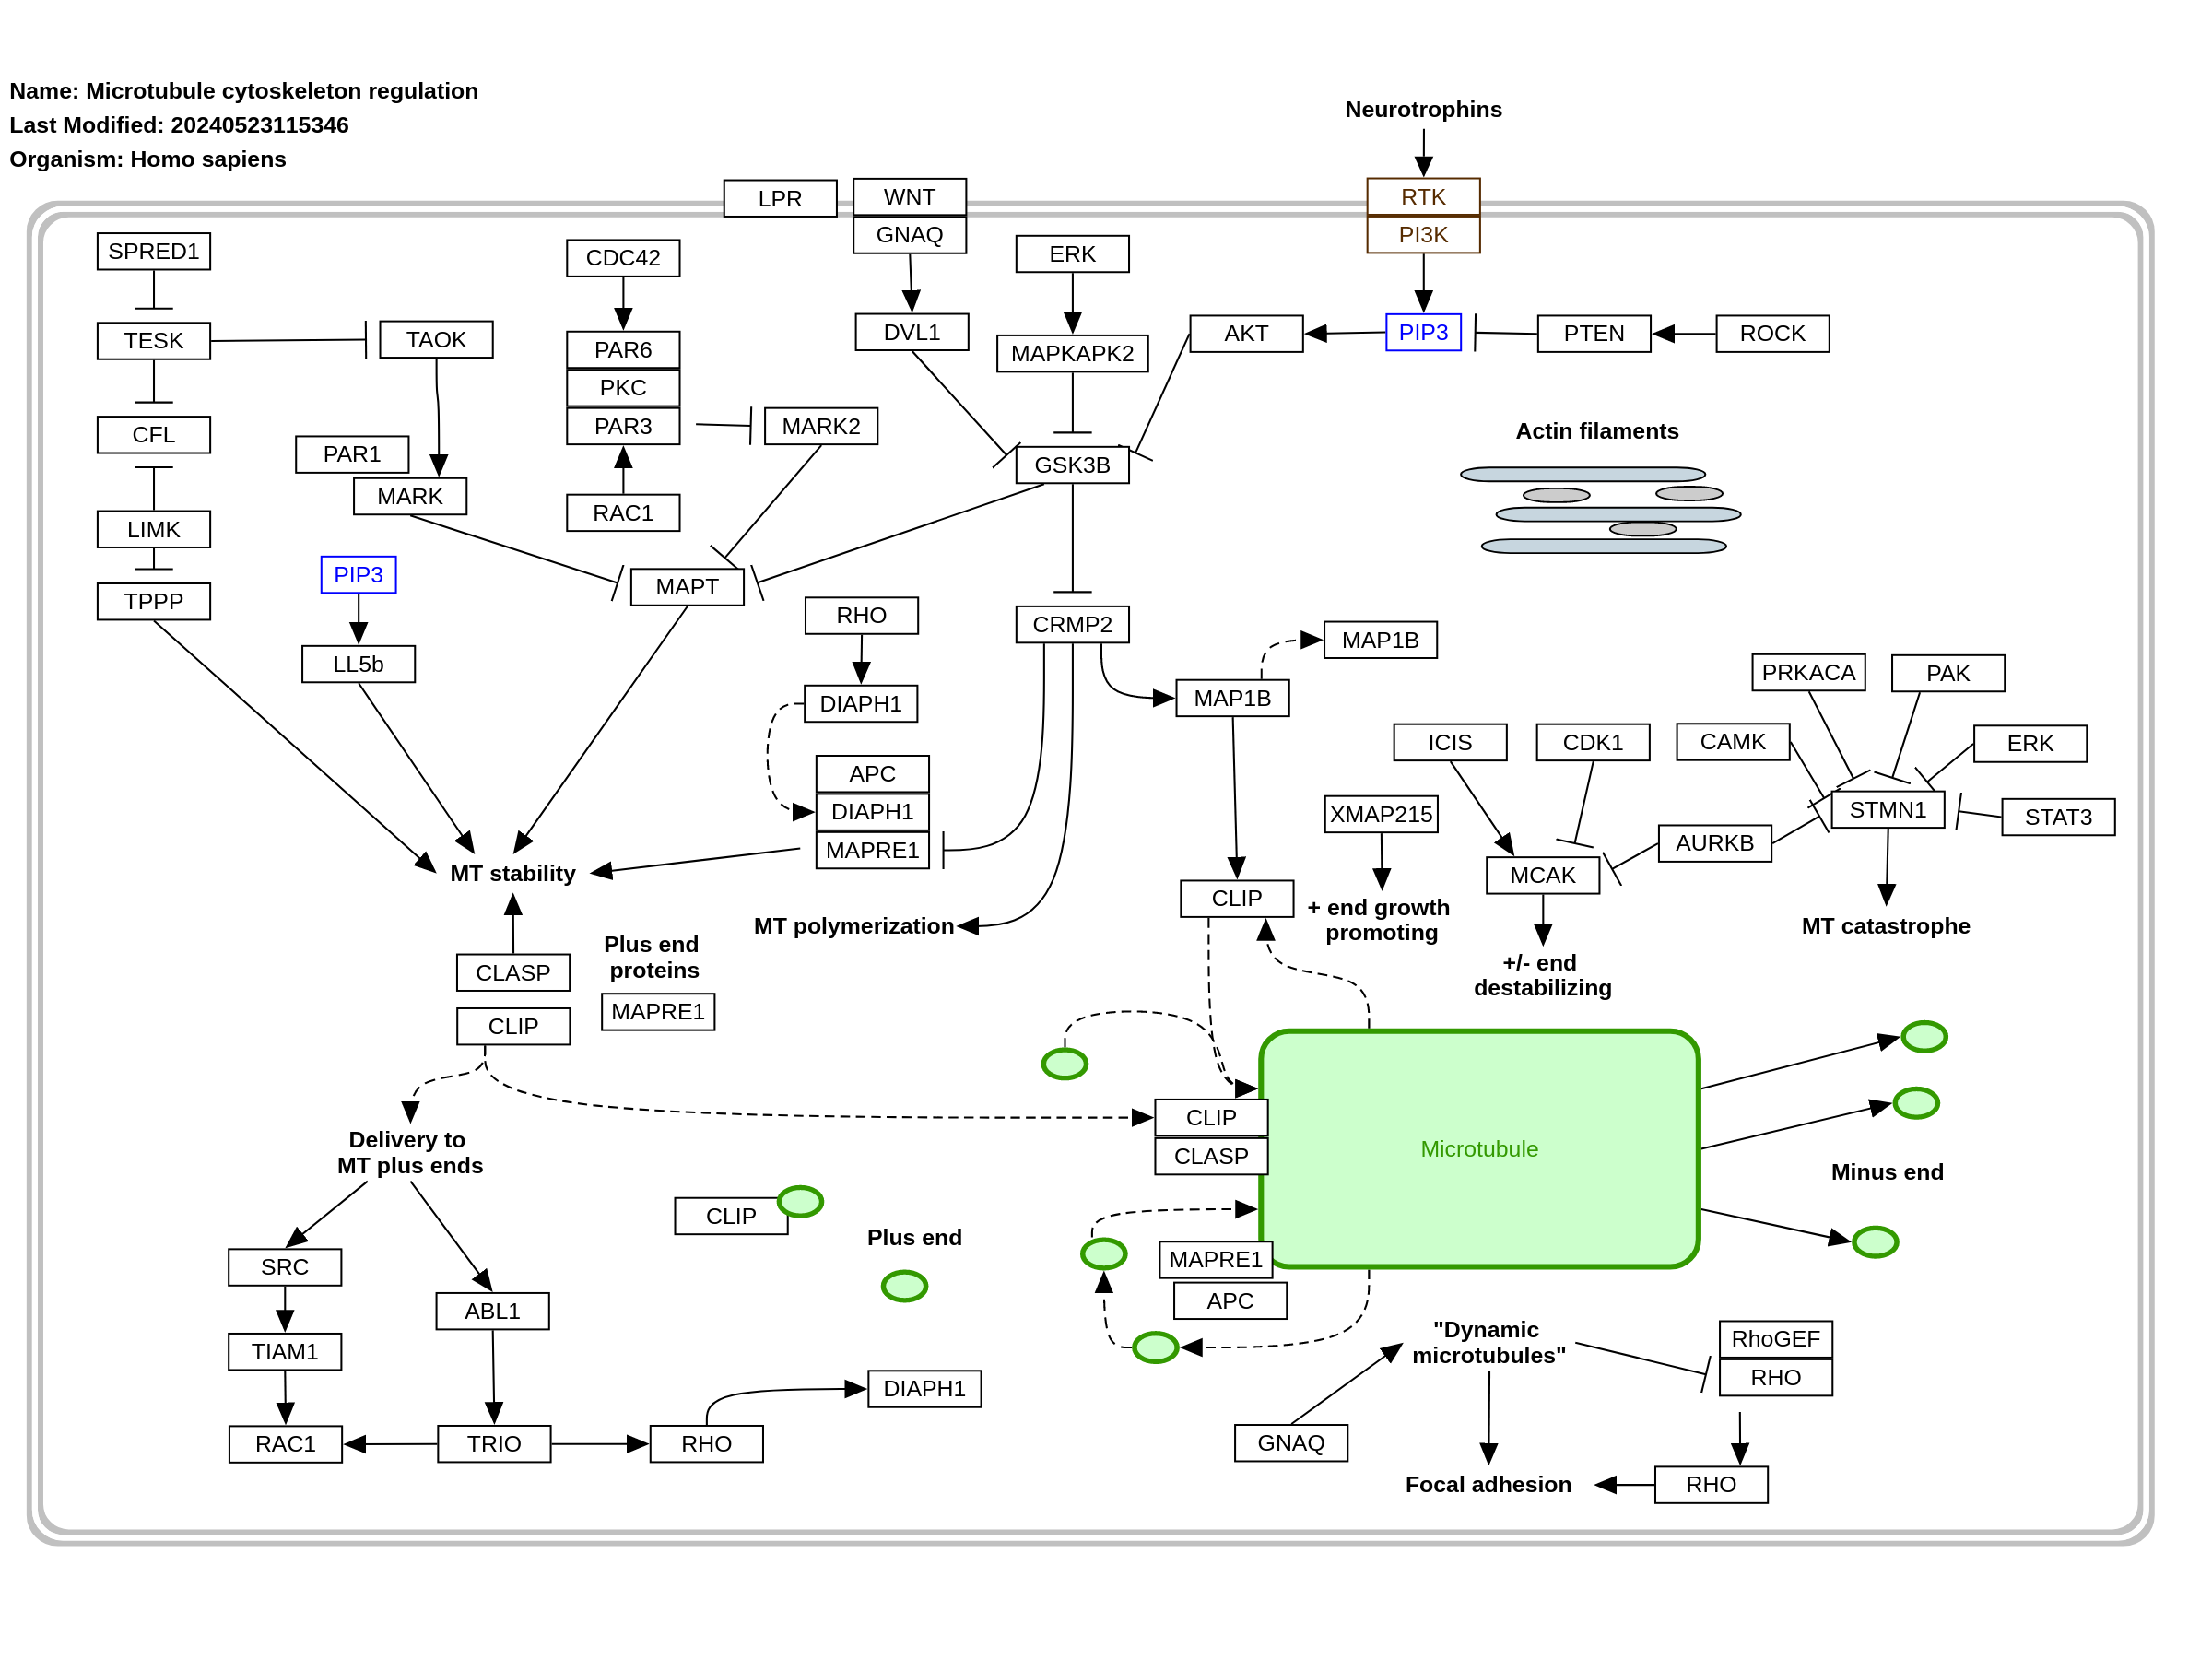 Name: Microtubule cytoskeleton regulation
Last Modified: 20240523115346
Organism: Homo sapiens
Neurotrophins
LPR
WNT
GNAQ
RTK
PI3K
SPRED1
CDC42
ERK
TESK
TAOK
PAR6
PKC
PAR3
DVL1
MAPKAPK2
AKT
PIP3
PTEN
ROCK
CFL
PAR1
MARK
MARK2
GSK3B
Actin filaments
LIMK
RAC1
TPPP
PIP3
MAPT
LL5b
RHO
CRMP2
MAP1B
DIAPH1
MAP1B
PRKACA
PAK
ICIS
CDK1
CAMK
ERK
APC
DIAPH1
MAPRE1
XMAP215
STMN1
STAT3
AURKB
MT stability
MCAK
CLIP
+ end growth
promoting
MT polymerization
MT catastrophe
Plus end
proteins
CLASP
+/- end
destabilizing
MAPRE1
CLIP
CLIP
CLASP
Microtubule
Delivery to
MT plus ends
Minus end
CLIP
Plus end
MAPRE1
APC
SRC
ABL1
TIAM1
"Dynamic
microtubules"
RhoGEF
RHO
DIAPH1
RAC1
TRIO
RHO
GNAQ
Focal adhesion
RHO